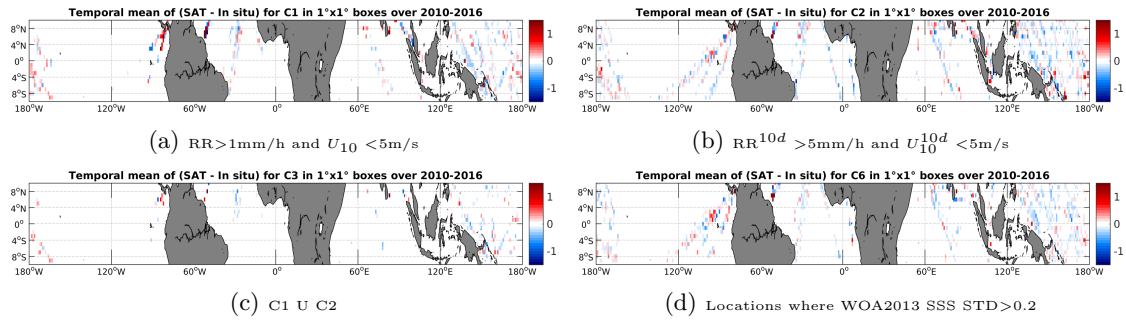 Temporal mean of (SAT - In situ) for C1 in 1°x1° boxes over 2010-2016
8°N
4°N
0°
4°S
8°S
180°W 120°W 60°W 0° 60°E 120°E 180°W
1
0
-1
(a) RR>1mm/h and U10 <5m/s
Temporal mean of (SAT - In situ) for C2 in 1°x1° boxes over 2010-2016
8°N
4°N
0°
4°S
8°S
180°W 120°W 60°W 0° 60°E 120°E 180°W
1
0
-1
(b) RR^10d >5mm/h and U10^10d <5m/s
Temporal mean of (SAT - In situ) for C3 in 1°x1° boxes over 2010-2016
8°N
4°N
0°
4°S
8°S
180°W 120°W 60°W 0° 60°E 120°E 180°W
1
0
-1
(c) C1 U C2
Temporal mean of (SAT - In situ) for C6 in 1°x1° boxes over 2010-2016
8°N
4°N
0°
4°S
8°S
180°W 120°W 60°W 0° 60°E 120°E 180°W
1
0
-1
(d) Locations where WOA2013 SSS STD>0.2